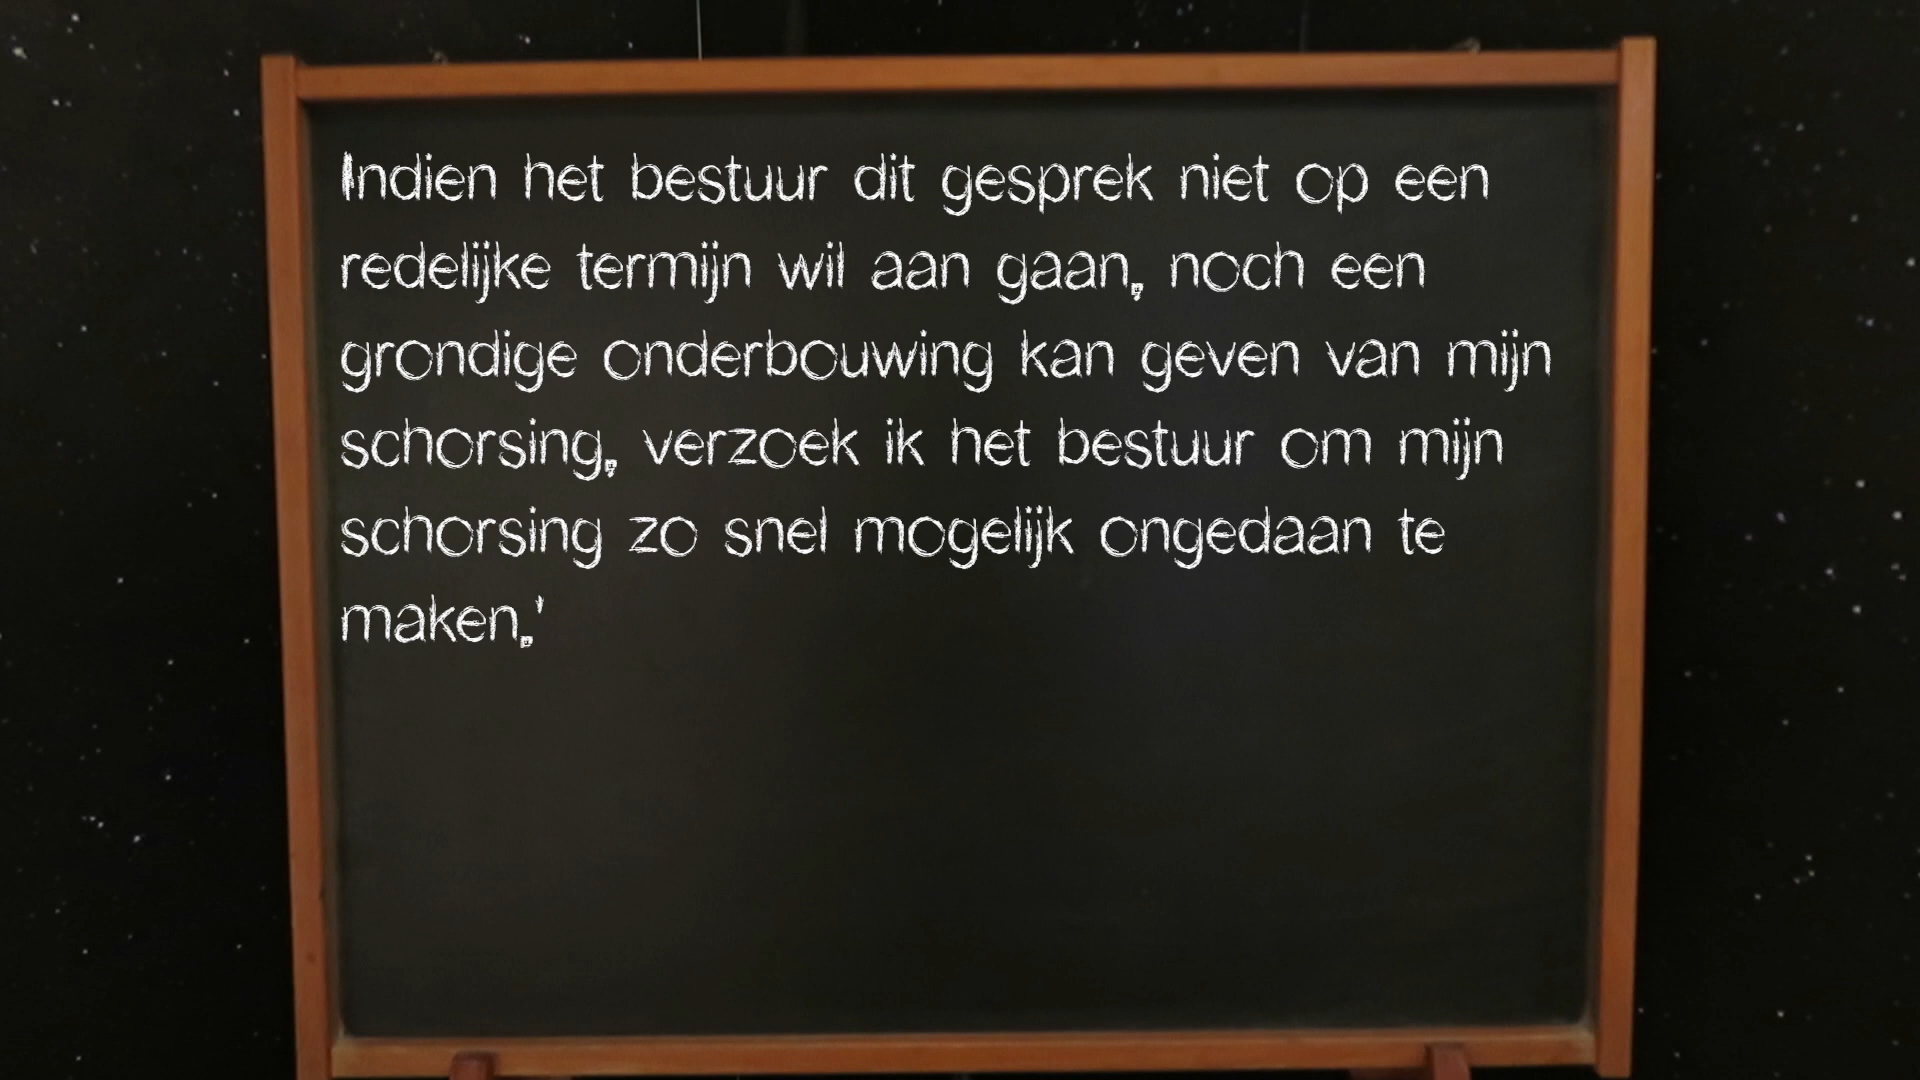 Indien het bestuur dit gesprek niet op een
redelijke termijn wil aan gaan, noch een
grondige onderbouwing kan geven van mijn
schorsing, verzoek ik het bestuur om mijn
schorsing zo snel mogelijk ongedaan te
maken.'